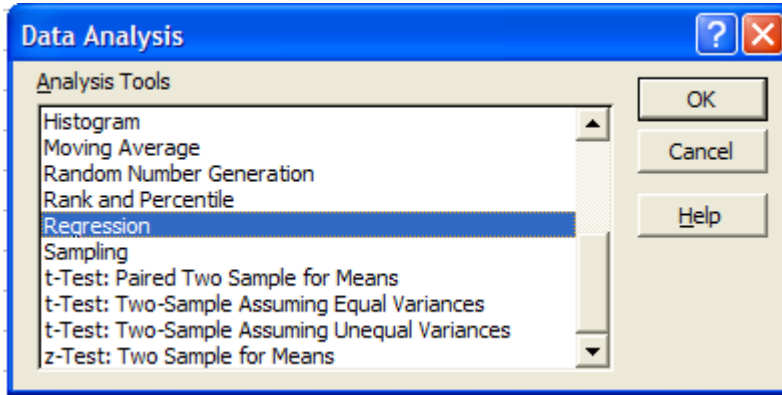 Data Analysis
Analysis Tools
Histogram
Moving Average
Random Number Generation
Rank and Percentile
Regression
Sampling
t-Test: Paired Two Sample for Means
t-Test: Two-Sample Assuming Equal Variances
t-Test: Two-Sample Assuming Unequal Variances
z-Test: Two Sample for Means
OK
Cancel
Help